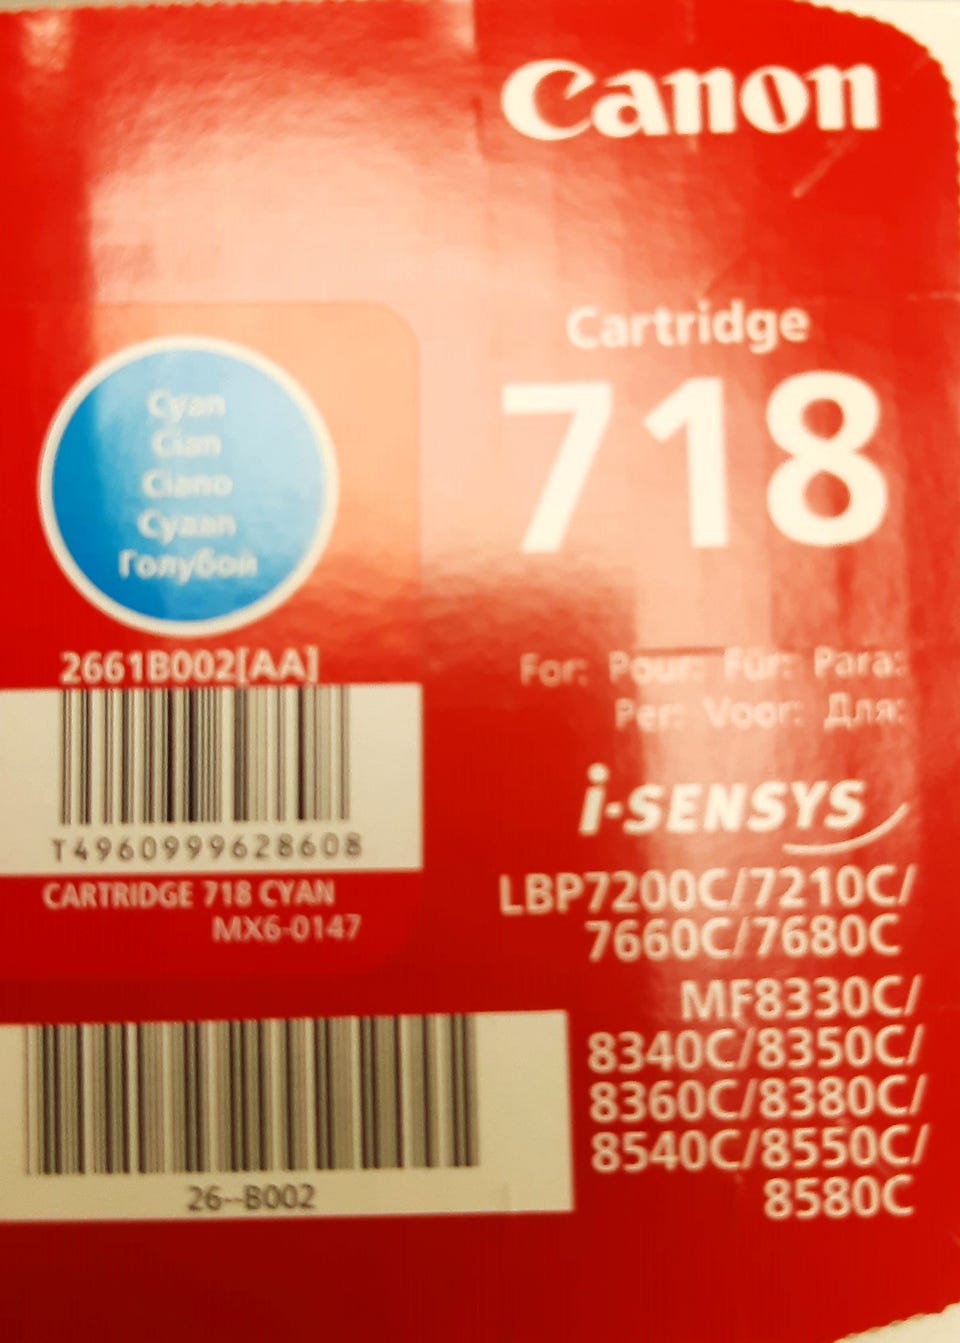 Canon
Cartridge
718
Cyan
Cian
Ciano
Cyaan
Голубой
2661B002[AA]
T4960999628608
CARTRIDGE 718 CYAN
MX6-0147
26--B002
For: Pour: Für: Para:
Per: Voor: Для:
i-SENSYS
LBP7200C/7210C/
7660C/7680C
MF8330C/
8340C/8350C/
8360C/8380C/
8540C/8550C/
8580C